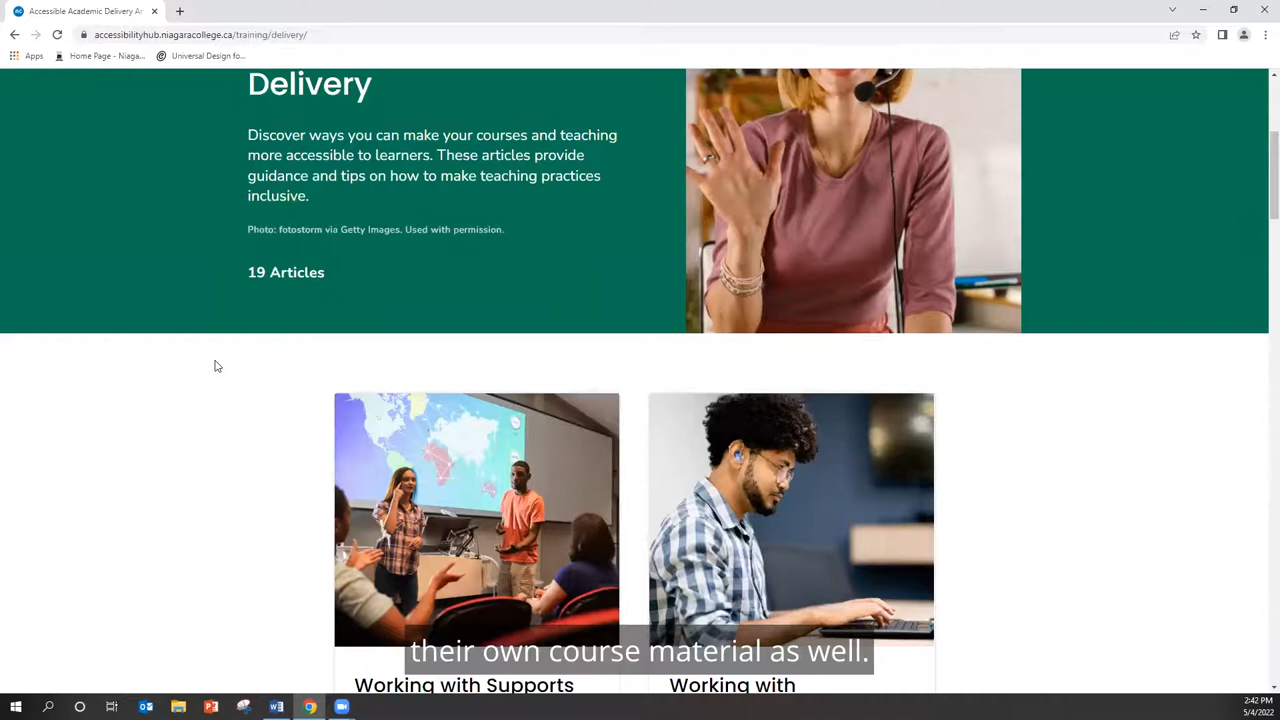 Accessible Academic Delivery Ar
accessibilityhub.niagaracollege.ca/training/delivery/
Apps
Home Page - Niaga...
Universal Design fo...
Delivery
Discover ways you can make your courses and teaching
more accessible to learners. These articles provide
guidance and tips on how to make teaching practices
inclusive.
Photo: fotostorm via Getty Images. Used with permission.
19 Articles
their own course material as well.
Working with Supports
Working with
2:42 PM
5/4/2022